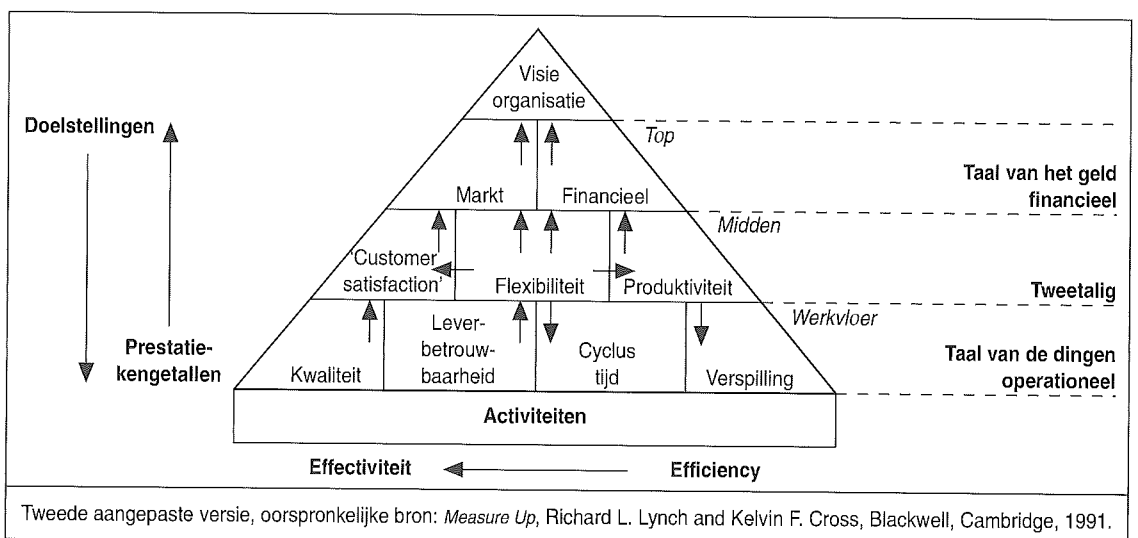 Visie
organisatie
Doelstellingen
Top
Taal van het geld
financieel
Markt
Financieel
Midden
'Customer
satisfaction'
Flexibiliteit
Produktiviteit
Tweetalig
Werkvloer
Prestatie-
kengetallen
Kwaliteit
Lever-
betrouw-
baarheid
Cyclus
tijd
Verspilling
Taal van de dingen
operationeel
Activiteiten
Effectiviteit
Efficiency
Tweede aangepaste versie, oorspronkelijke bron: Measure Up, Richard L. Lynch and Kelvin F. Cross, Blackwell, Cambridge, 1991.